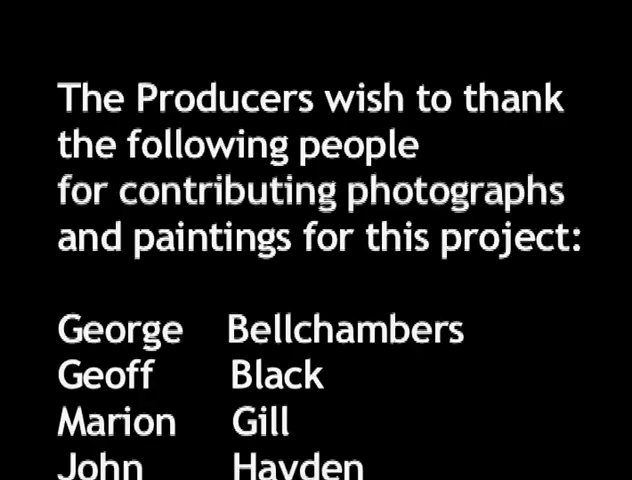 The Producers wish to thank
the following people
for contributing photographs
and paintings for this project:
George Bellchambers
Geoff Black
Marion Gill
John Hayden